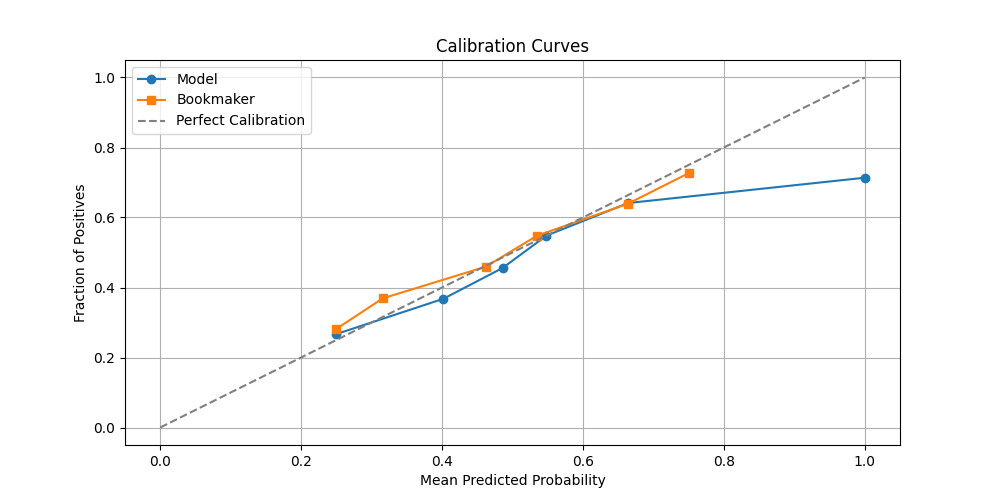 Calibration Curves
Model
Bookmaker
Perfect Calibration
Fraction of Positives
1.0
0.8
0.6
0.4
0.2
0.0
0.0 0.2 0.4 0.6 0.8 1.0
Mean Predicted Probability